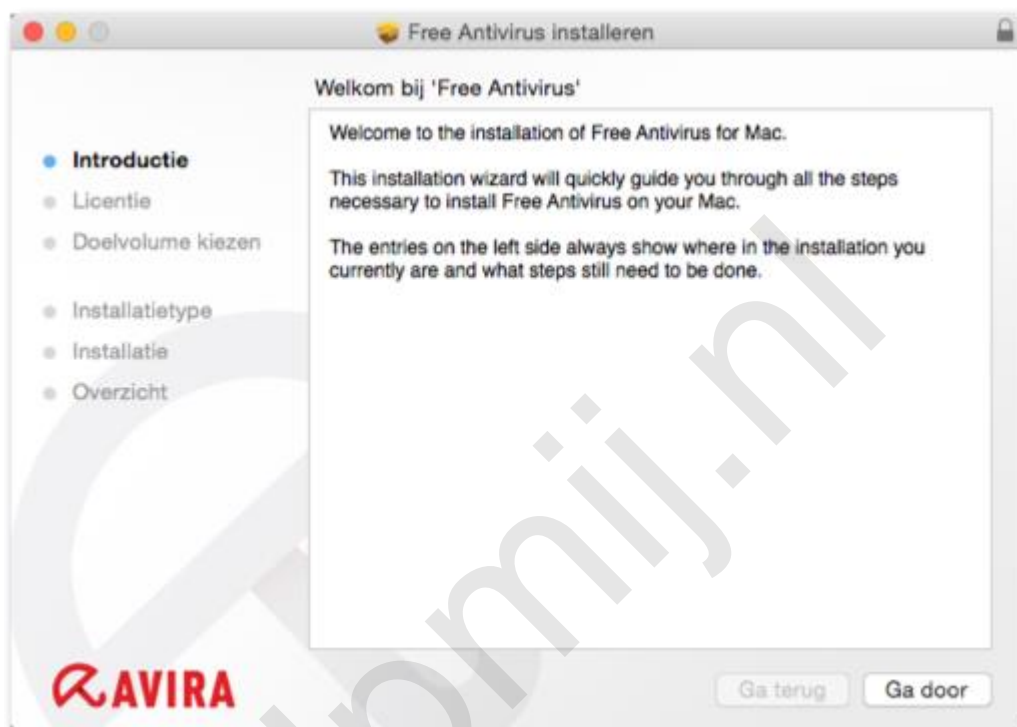 Free Antivirus installeren
Welkom bij 'Free Antivirus'
Introductie
Licentie
Doelvolume kiezen
Installatietype
Installatie
Overzicht
Welcome to the installation of Free Antivirus for Mac.
This installation wizard will quickly guide you through all the steps
necessary to install Free Antivirus on your Mac.
The entries on the left side always show where in the installation you
currently are and what steps still need to be done.
AVIRA
Ga terug
Ga door
pmij.nl